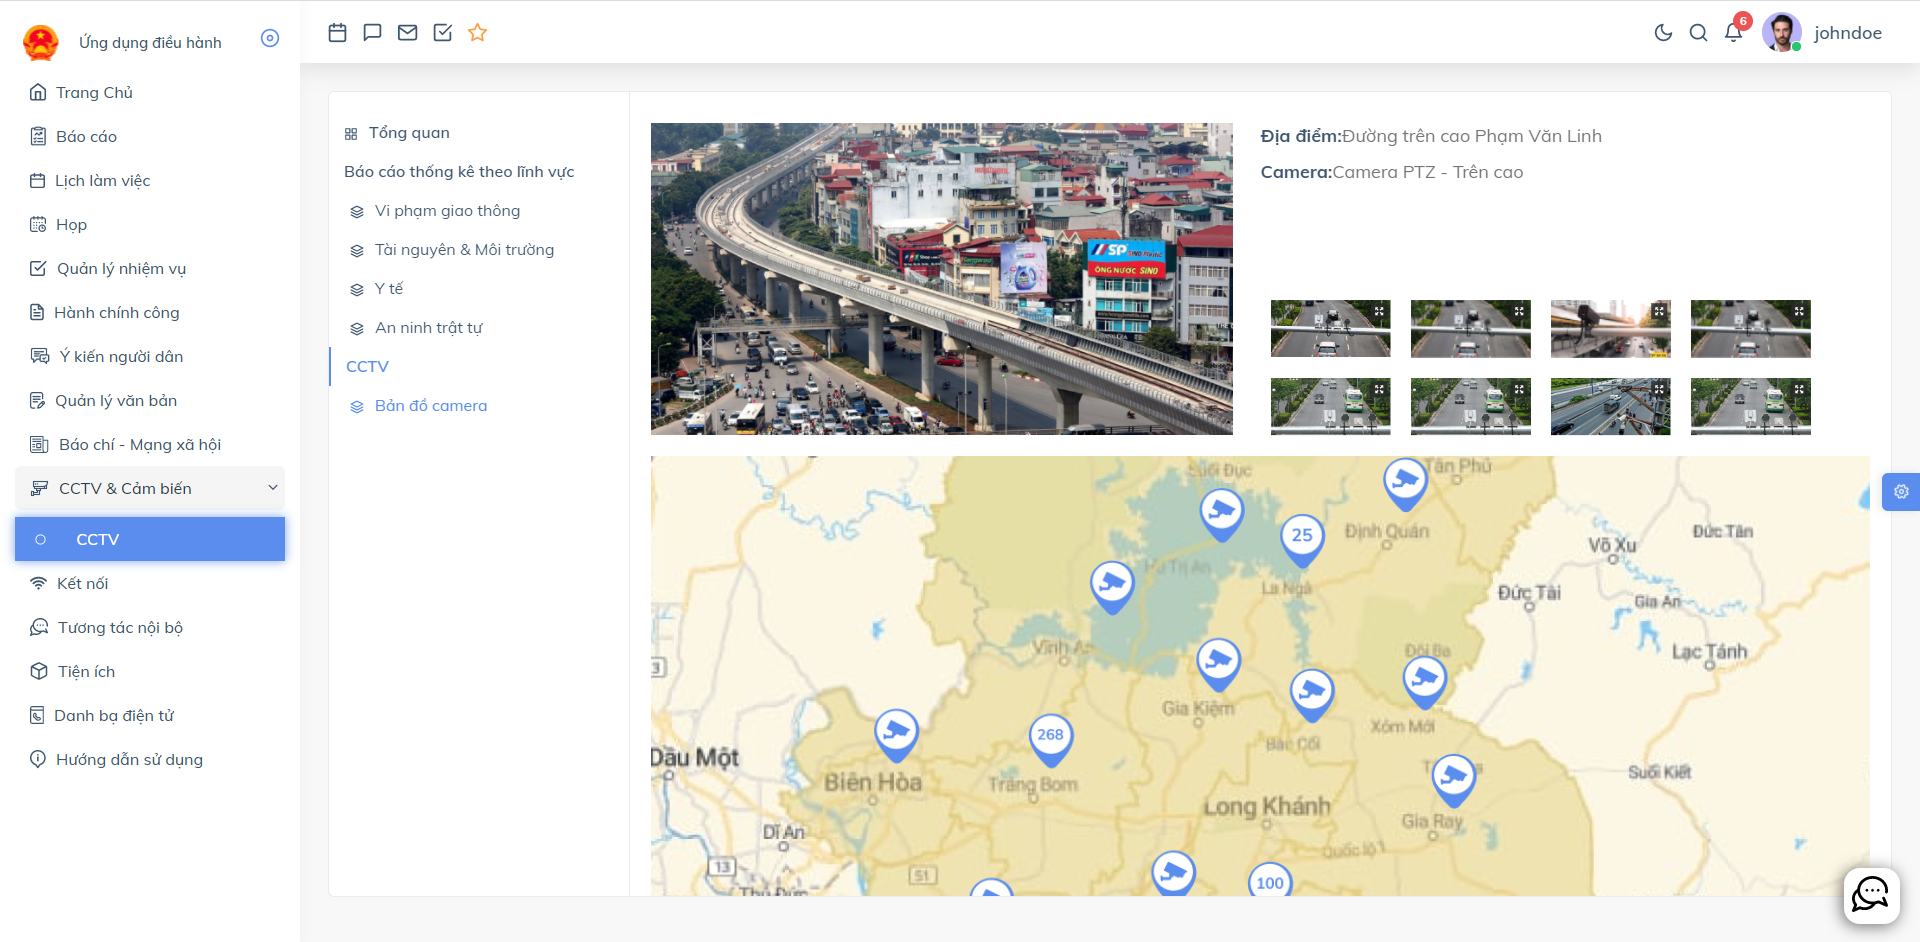 Ứng dụng điều hành
6
johndoe
Trang Chủ
Báo cáo
Lịch làm việc
Họp
Quản lý nhiệm vụ
Hành chính công
Ý kiến người dân
Quản lý văn bản
Báo chí - Mạng xã hội
CCTV & Cảm biến
CCTV
Kết nối
Tương tác nội bộ
Tiện ích
Danh bạ điện tử
Hướng dẫn sử dụng
Tổng quan
Báo cáo thống kê theo lĩnh vực
Vi phạm giao thông
Tài nguyên & Môi trường
Y tế
An ninh trật tự
CCTV
Bản đồ camera
SP
ỐNG NƯỚC SINO
Địa điểm:Đường trên cao Phạm Văn Linh
Camera:Camera PTZ - Trên cao
Suối Đục
Tân Phú
25
Định Quán
Đức Tân
Võ Xu
Hồ Trị An
La Ngà
Đức Tài
Gia An
Vĩnh An
Lạc Tánh
3
Gia Kiệm
Xóm Mới
268
Bàc Cối
Dầu Một
Biên Hòa
Trảng Bom
Suối Kiết
Long Khánh
Gia Ray
Dĩ An
Quốc lộ 1
13
51
100
Thủ Đức